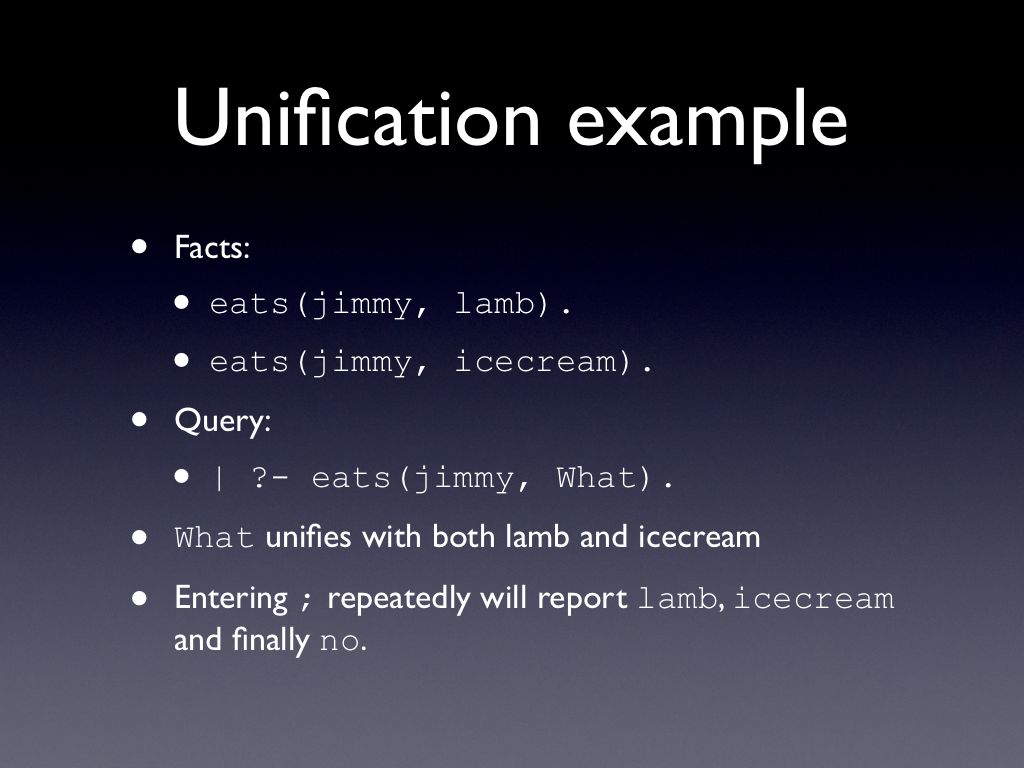 Unification example
• Facts:
• eats(jimmy, lamb).
• eats(jimmy, icecream).
• Query:
• | ?- eats(jimmy, What).
• What unifies with both lamb and icecream
• Entering ; repeatedly will report lamb, icecream
and finally no.